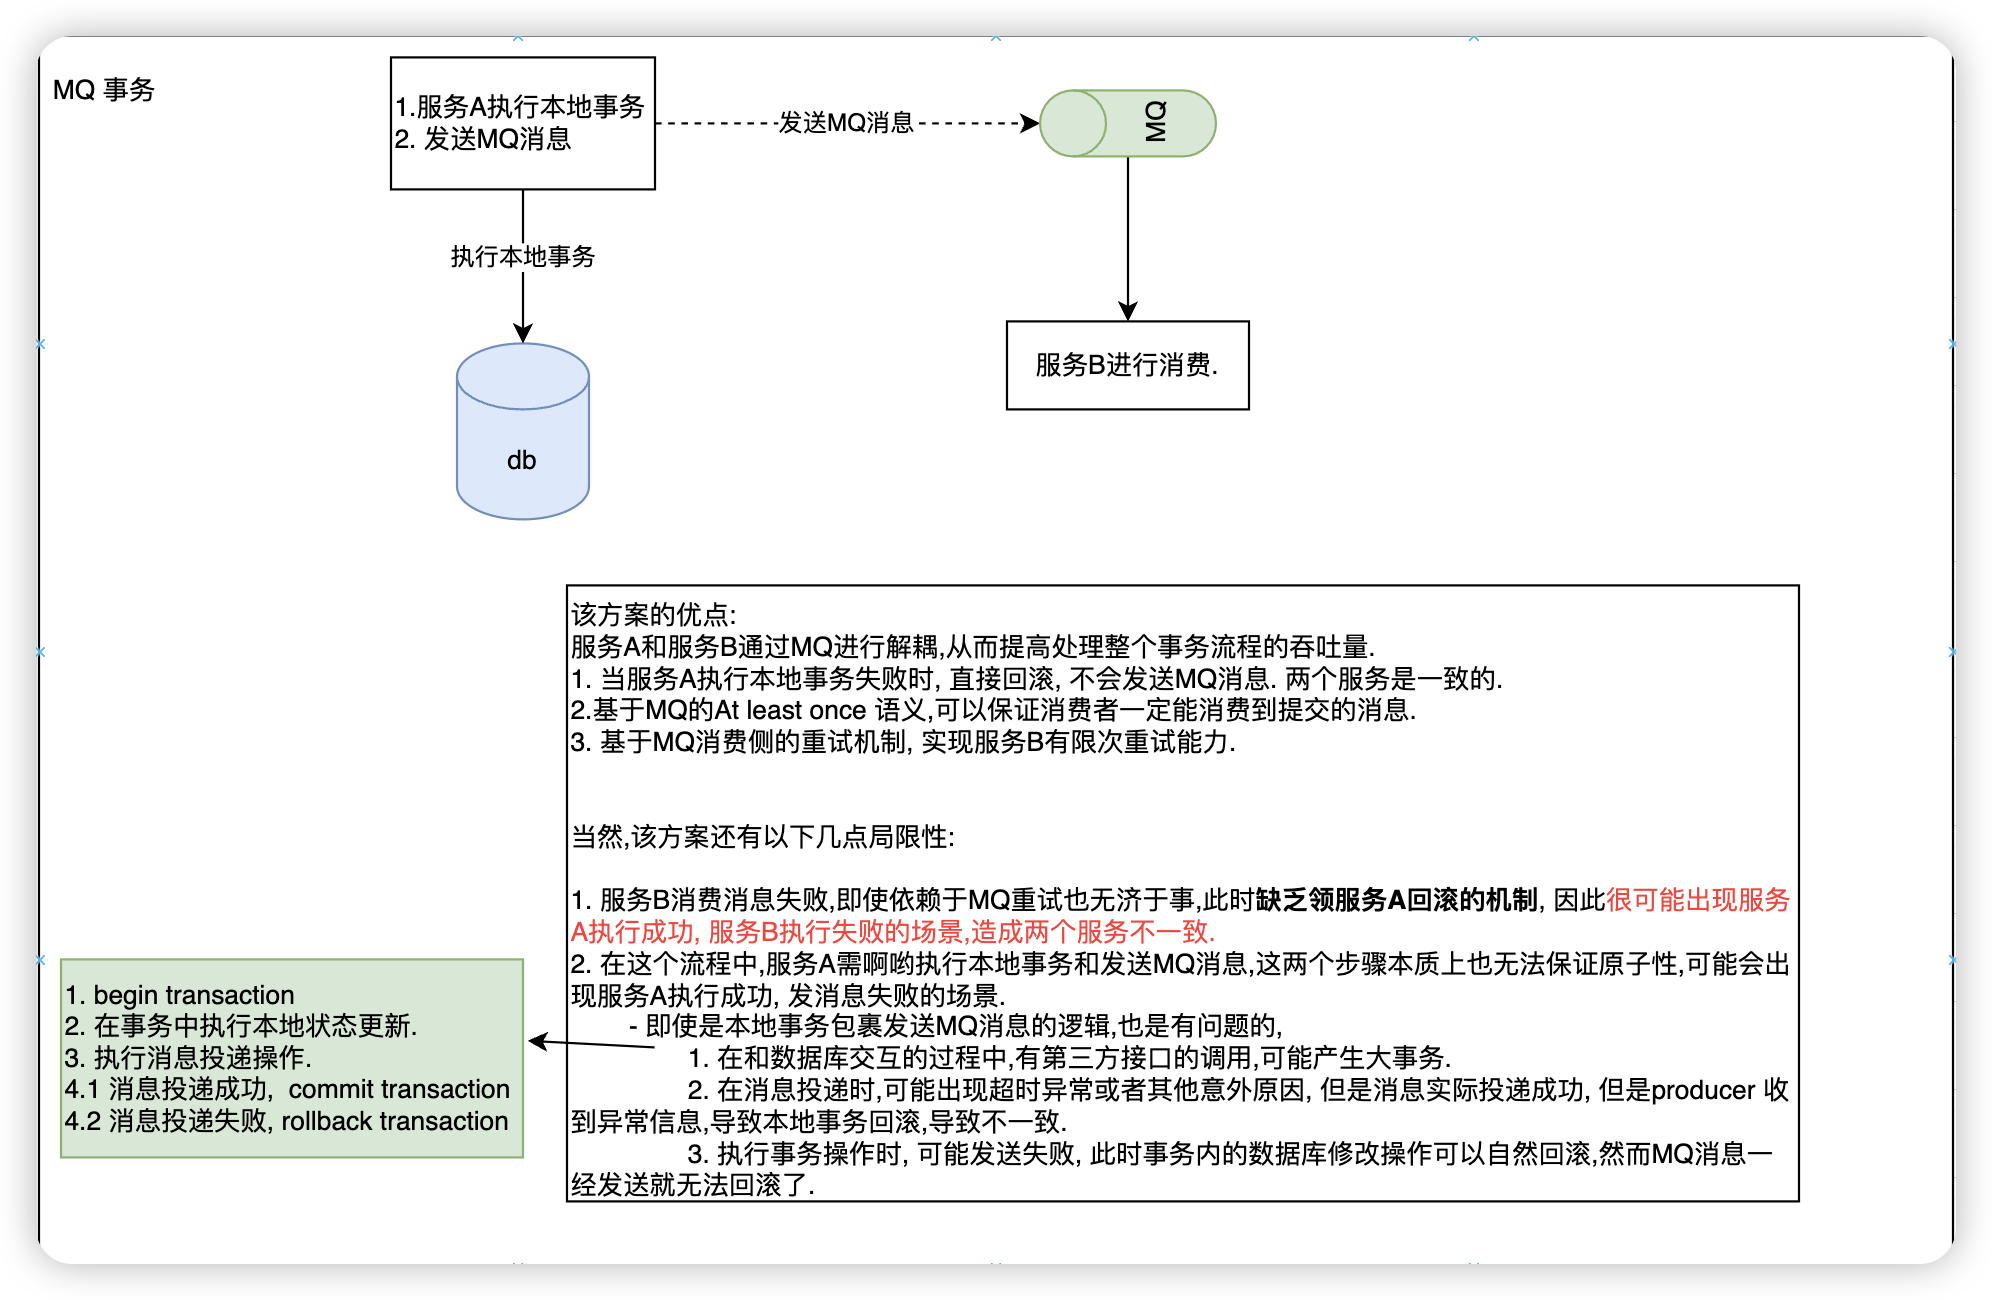 MQ 事务
1.服务A执行本地事务
2. 发送MQ消息
发送MQ消息
MQ
执行本地事务
服务B进行消费.
db
该方案的优点:
服务A和服务B通过MQ进行解耦,从而提高处理整个事务流程的吞吐量.
1. 当服务A执行本地事务失败时, 直接回滚, 不会发送MQ消息. 两个服务是一致的.
2.基于MQ的At least once 语义,可以保证消费者一定能消费到提交的消息.
3. 基于MQ消费侧的重试机制, 实现服务B有限次重试能力.
当然,该方案还有以下几点局限性:
1. 服务B消费消息失败,即使依赖于MQ重试也无济于事,此时缺乏领服务A回滚的机制, 因此很可能出现服务
A执行成功, 服务B执行失败的场景,造成两个服务不一致.
2. 在这个流程中,服务A需啊哟执行本地事务和发送MQ消息,这两个步骤本质上也无法保证原子性,可能会出
现服务A执行成功, 发消息失败的场景.
- 即使是本地事务包裹发送MQ消息的逻辑,也是有问题的,
1. 在和数据库交互的过程中,有第三方接口的调用,可能产生大事务.
2. 在消息投递时,可能出现超时异常或者其他意外原因, 但是消息实际投递成功, 但是producer 收
到异常信息,导致本地事务回滚,导致不一致.
3. 执行事务操作时, 可能发送失败, 此时事务内的数据库修改操作可以自然回滚,然而MQ消息一
经发送就无法回滚了.
1. begin transaction
2. 在事务中执行本地状态更新.
3. 执行消息投递操作.
4.1 消息投递成功, commit transaction
4.2 消息投递失败, rollback transaction